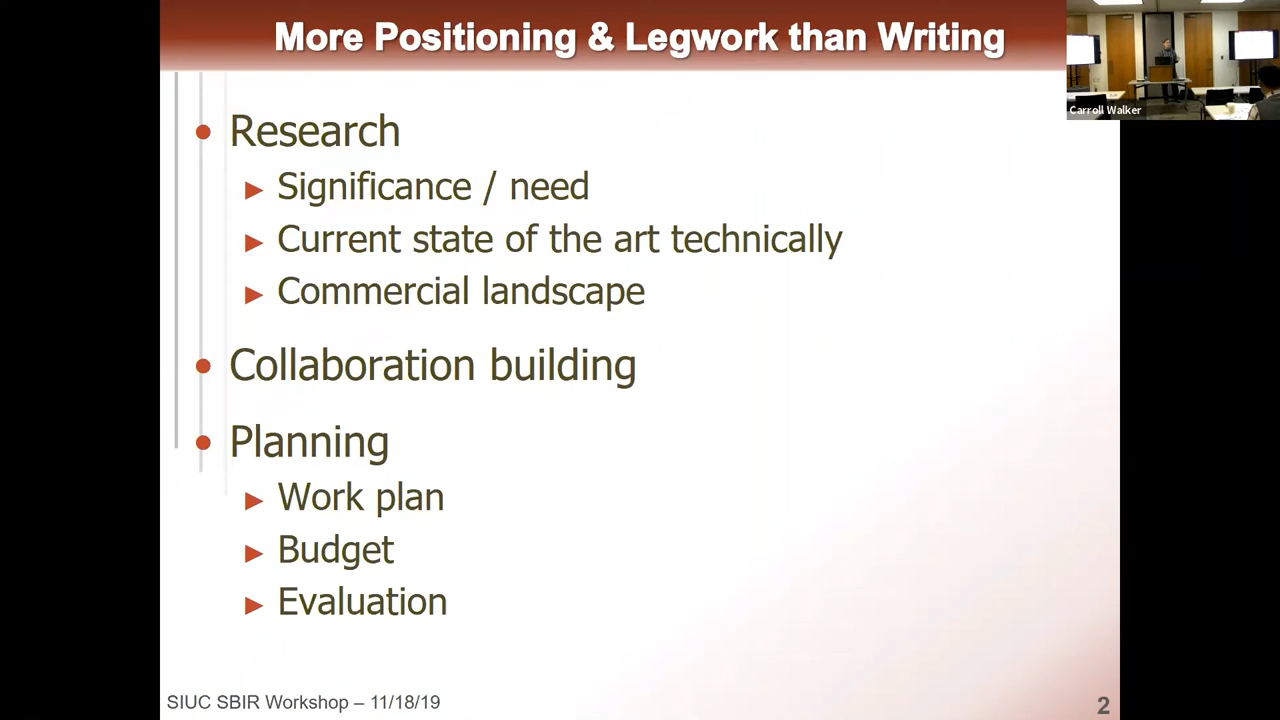 More Positioning & Legwork than Writing
Carroll Walker
• Research
► Significance / need
► Current state of the art technically
► Commercial landscape
• Collaboration building
• Planning
► Work plan
► Budget
► Evaluation
SIUC SBIR Workshop – 11/18/19
2